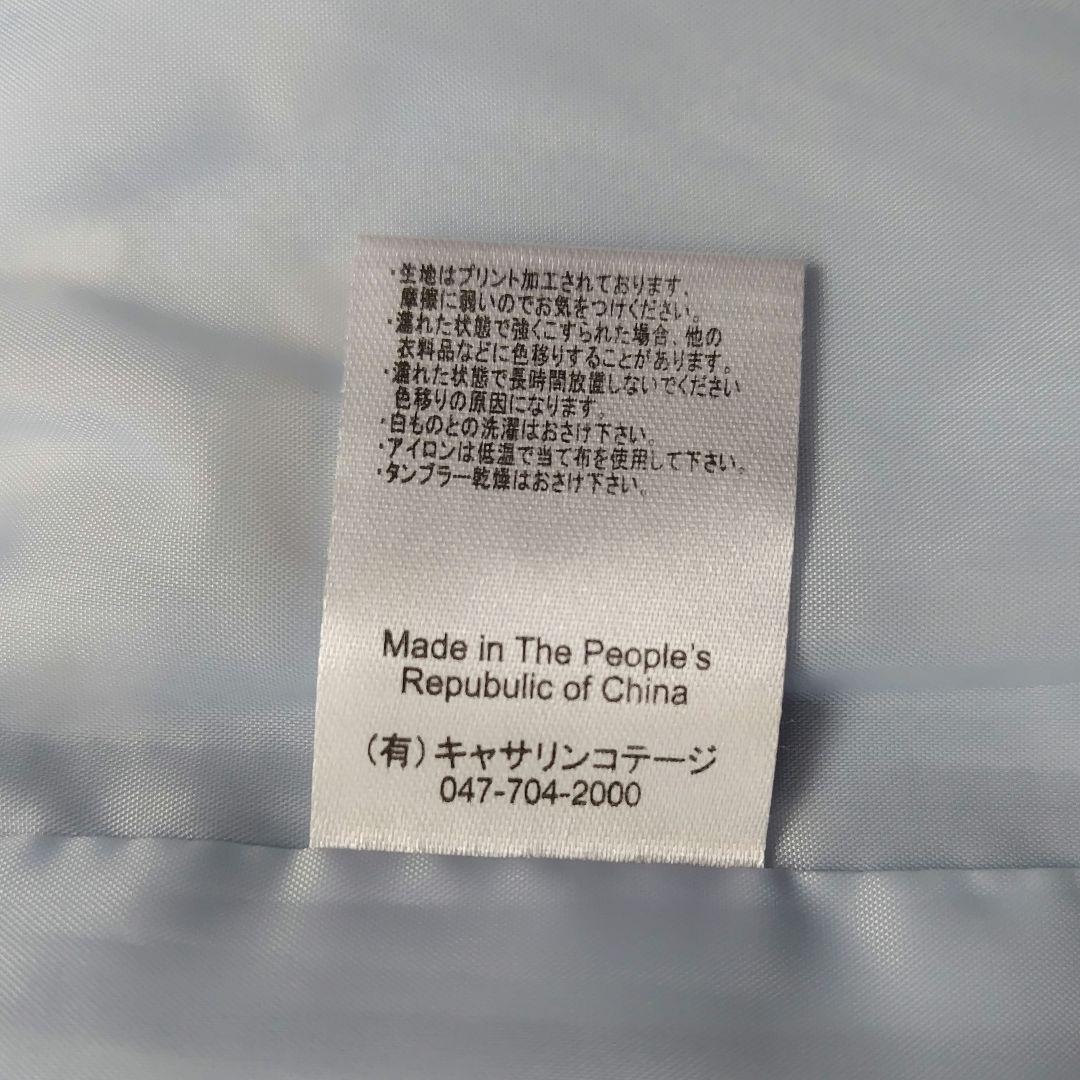 ・生地はプリント加工されております。
摩擦に弱いのでお気をつけください。
・濡れた状態で強くこすられた場合、他の
衣料品などに色移りすることがあります。
・濡れた状態で長時間放置しないでください
色移りの原因になります。
・白ものとの洗濯はおさけ下さい。
・アイロンは低温で当て布を使用して下さい。
・タンブラー乾燥はおさけ下さい。
Made in The People's
Repubulic of China
(有)キャサリンコテージ
047-704-2000